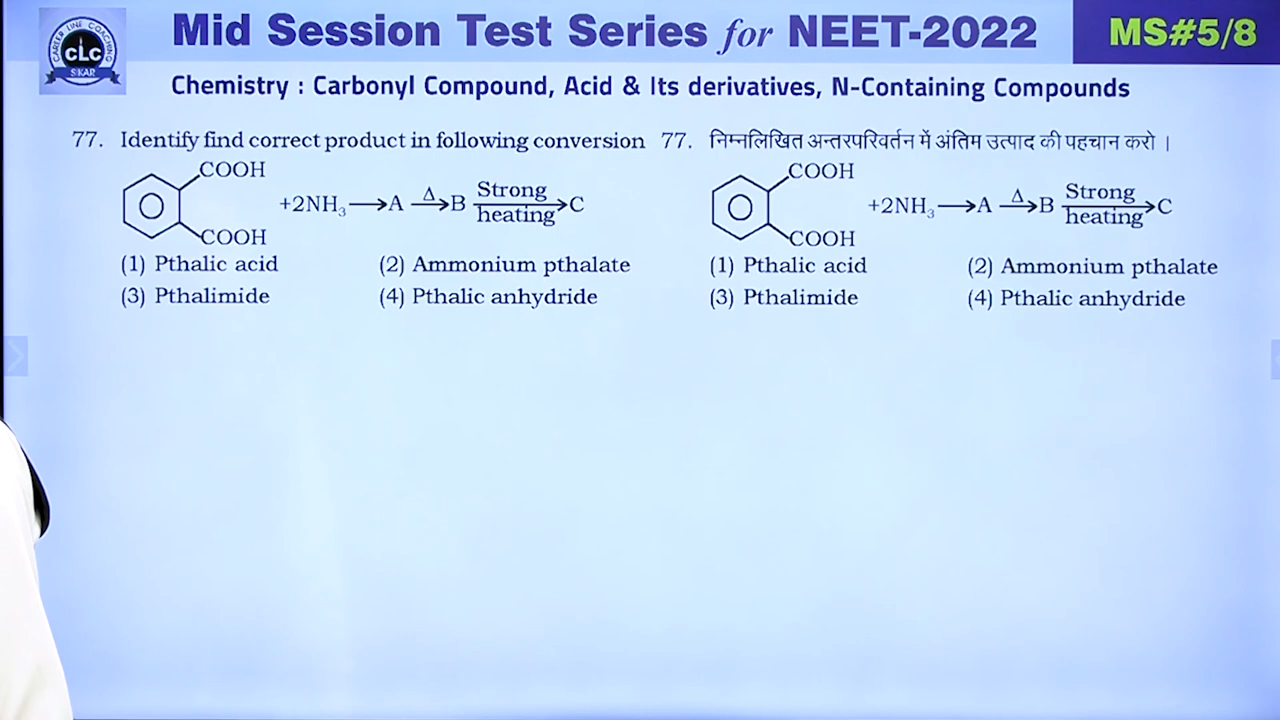 CAREER LINE COACHING
CLC
SIKAR
Mid Session Test Series for NEET-2022
MS#5/8
Chemistry : Carbonyl Compound, Acid & Its derivatives, N-Containing Compounds
77. Identify find correct product in following conversion
COOH
+2NH₃ ⟶ A —Δ→ B —Strong heating→ C
COOH
(1) Pthalic acid (2) Ammonium pthalate
(3) Pthalimide (4) Pthalic anhydride
77. निम्नलिखित अन्तरपरिवर्तन में अंतिम उत्पाद की पहचान करो ।
COOH
+2NH₃ ⟶ A —Δ→ B —Strong heating→ C
COOH
(1) Pthalic acid (2) Ammonium pthalate
(3) Pthalimide (4) Pthalic anhydride